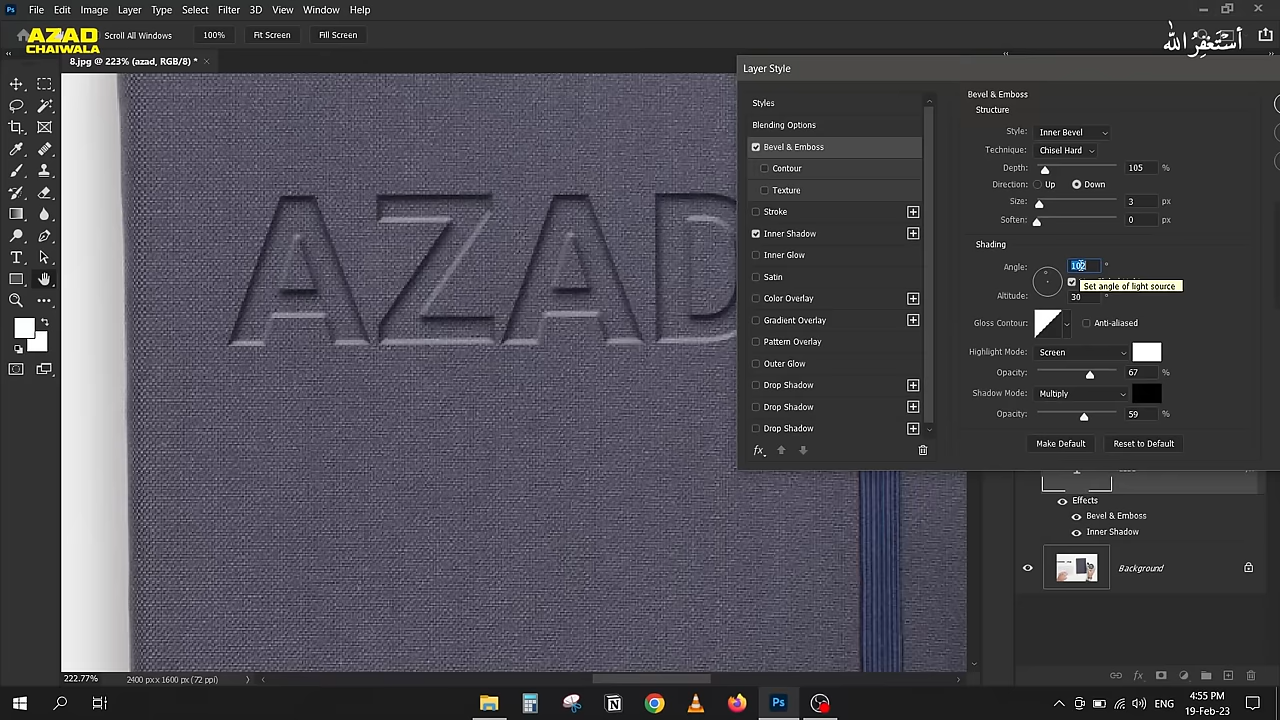 File Edit Image Layer Type Select Filter 3D View Window Help
AZAD
CHAIWALA
Scroll All Windows 100% Fit Screen Fill Screen
أستغفر الله
8.jpg @ 223% (azad, RGB/8) *
Layer Style
Styles
Blending Options
Bevel & Emboss
Contour
Texture
Stroke
Inner Shadow
Inner Glow
Satin
Color Overlay
Gradient Overlay
Pattern Overlay
Outer Glow
Drop Shadow
Drop Shadow
Drop Shadow
fx
Bevel & Emboss
Structure
Style: Inner Bevel
Technique: Chisel Hard
Depth: 105 %
Direction: Up Down
Size: 3 px
Soften: 0 px
Shading
Angle: 102 °
Set angle of light source
Altitude: 30 °
Gloss Contour: Anti-aliased
Highlight Mode: Screen
Opacity: 67 %
Shadow Mode: Multiply
Opacity: 59 %
Make Default Reset to Default
AZAD
Effects
Bevel & Emboss
Inner Shadow
Background
222.77% 2400 px x 1600 px (72 ppi)
Ps
ENG
4:55 PM
19-Feb-23